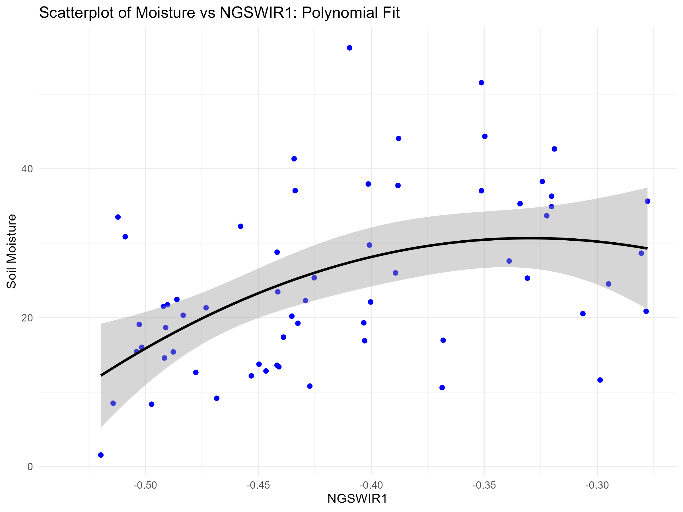 Scatterplot of Moisture vs NGSWIR1: Polynomial Fit
Soil Moisture
40
20
0
-0.50 -0.45 -0.40 -0.35 -0.30
NGSWIR1